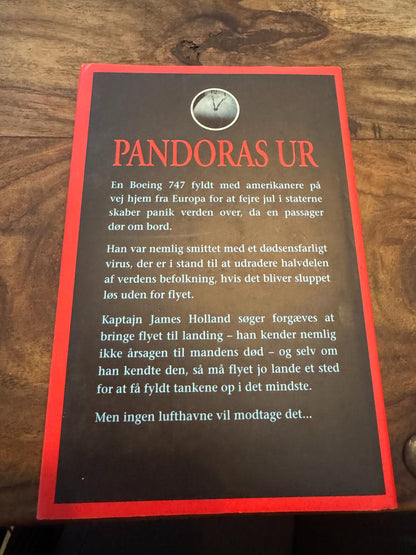 PANDORAS UR
En Boeing 747 fyldt med amerikanere på
vej hjem fra Europa for at fejre jul i staterne
skaber panik verden over, da en passager
dør om bord.
Han var nemlig smittet med et dødsensfarligt
virus, der er i stand til at udradere halvdelen
af verdens befolkning, hvis det bliver sluppet
løs uden for flyet.
Kaptajn James Holland søger forgæves at
bringe flyet til landing – han kender nemlig
ikke årsagen til mandens død – og selv om
han kendte den, så må flyet jo lande et sted
for at få fyldt tankene op i det mindste.
Men ingen lufthavne vil modtage det...